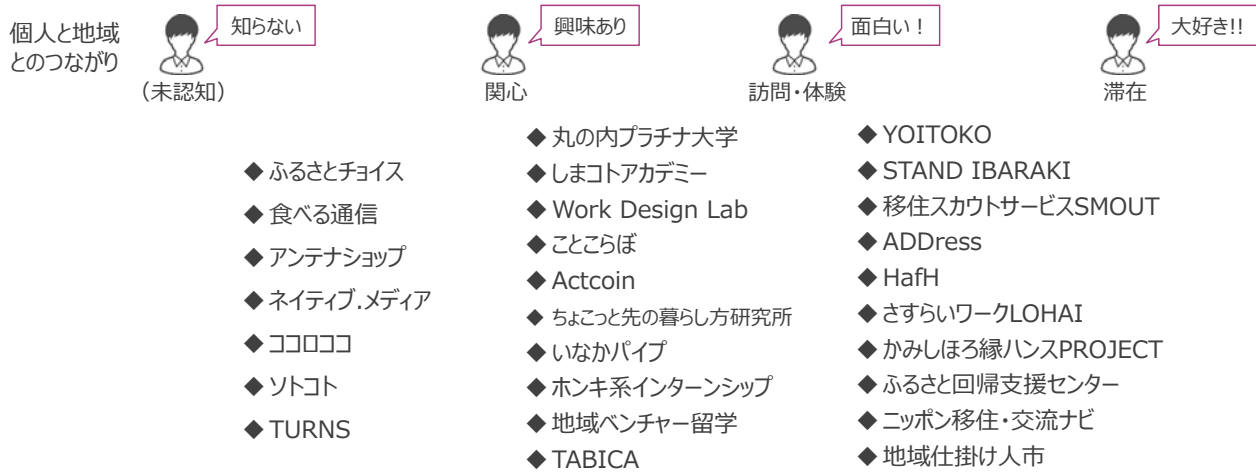 個人と地域
とのつながり
知らない
興味あり
面白い！
大好き!!
（未認知）
関心
訪問・体験
滞在
◆ ふるさとチョイス
◆ 食べる通信
◆ アンテナショップ
◆ ネイティブ.メディア
◆ ココロココ
◆ ソトコト
◆ TURNS
◆ 丸の内プラチナ大学
◆ しまコトアカデミー
◆ Work Design Lab
◆ ことこらぼ
◆ Actcoin
◆ ちょこっと先の暮らし方研究所
◆ いなかパイプ
◆ ホンキ系インターンシップ
◆ 地域ベンチャー留学
◆ TABICA
◆ YOITOKO
◆ STAND IBARAKI
◆ 移住スカウトサービスSMOUT
◆ ADDress
◆ HafH
◆ さすらいワークLOHAI
◆ かみしほろ縁ハンスPROJECT
◆ ふるさと回帰支援センター
◆ ニッポン移住・交流ナビ
◆ 地域仕掛け人市